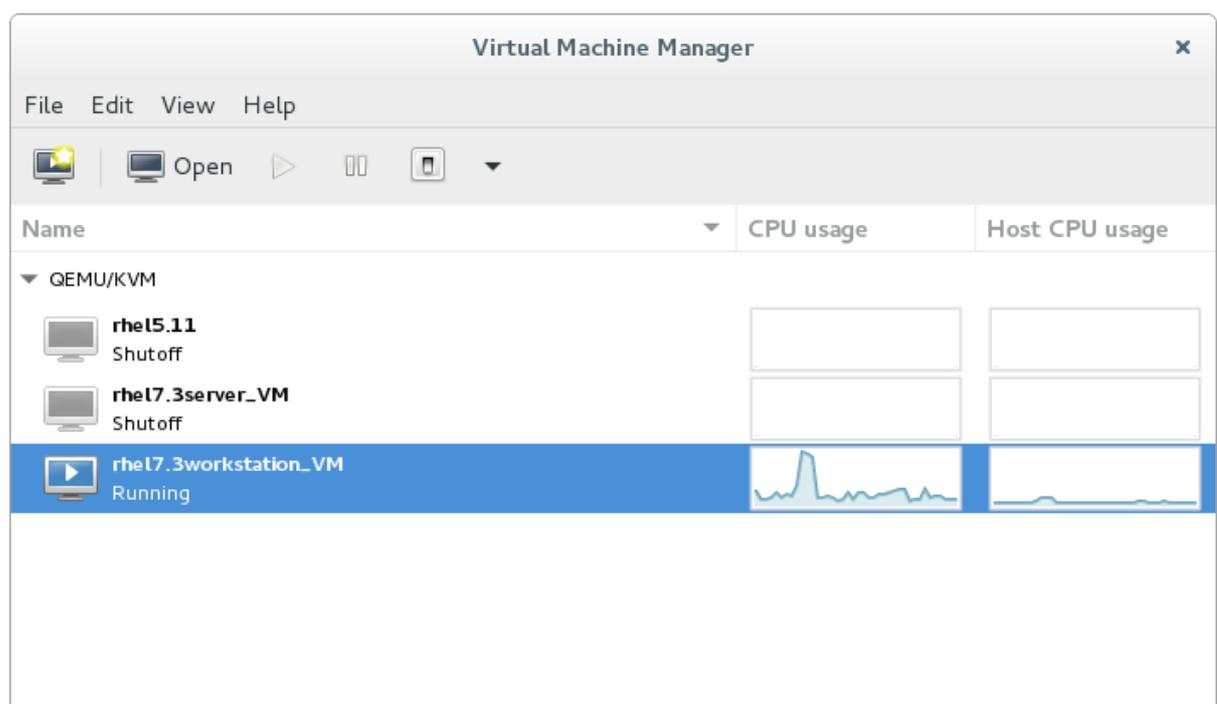 Virtual Machine Manager
File Edit View Help
Open
Name CPU usage Host CPU usage
QEMU/KVM
rhel5.11
Shutoff
rhel7.3server_VM
Shutoff
rhel7.3workstation_VM
Running